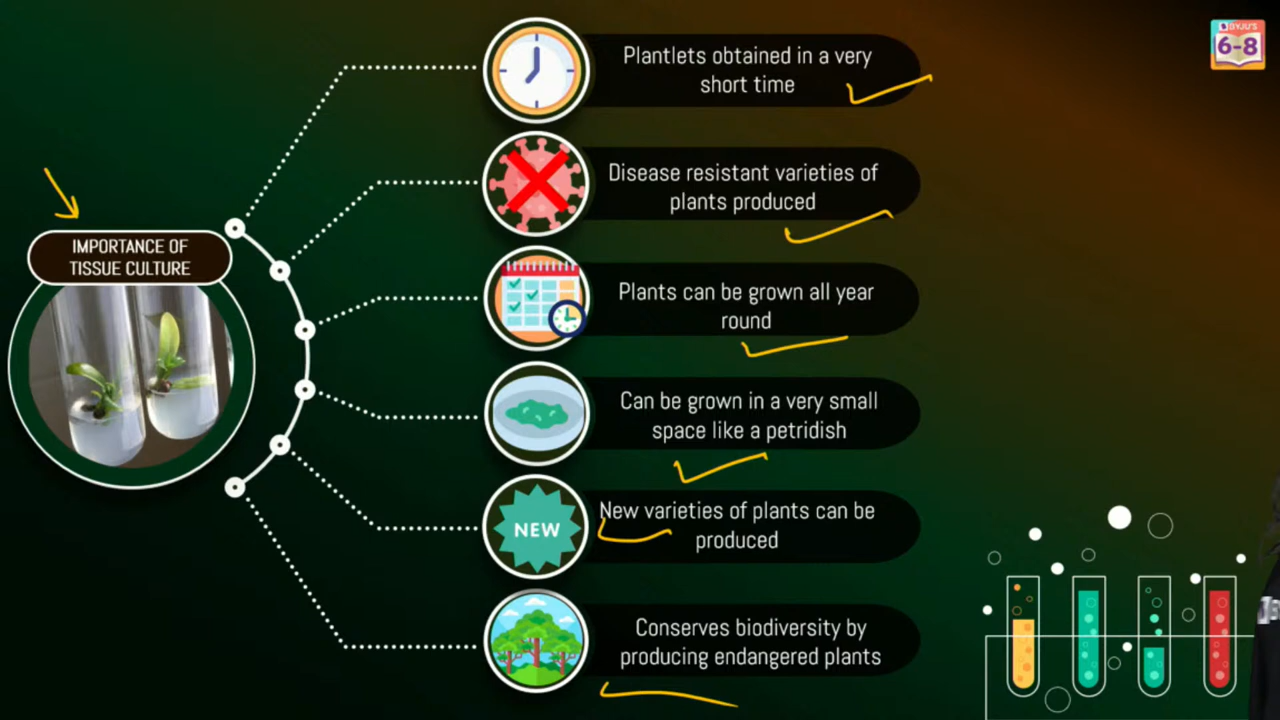 BYJU'S
6-8
Plantlets obtained in a very
short time
Disease resistant varieties of
plants produced
IMPORTANCE OF
TISSUE CULTURE
Plants can be grown all year
round
Can be grown in a very small
space like a petridish
NEW
New varieties of plants can be
produced
Conserves biodiversity by
producing endangered plants